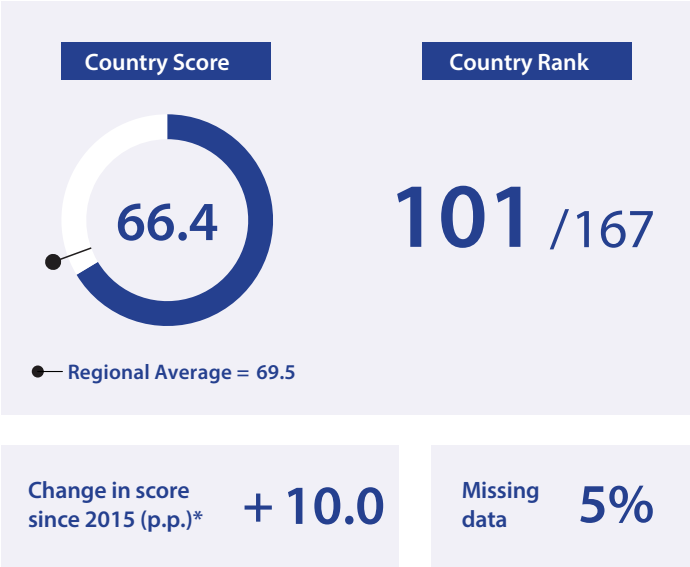 Country Score
Country Rank
66.4
101 /167
Regional Average = 69.5
Change in score
since 2015 (p.p.)*
+ 10.0
Missing
data
5%